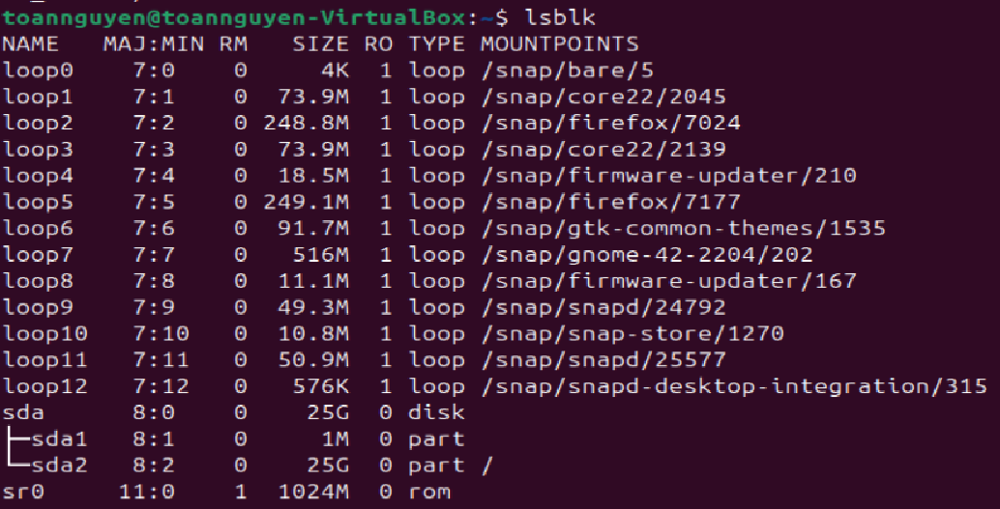 toannguyen@toannguyen-VirtualBox:~$ lsblk
NAME   MAJ:MIN RM   SIZE RO TYPE MOUNTPOINTS
loop0    7:0    0     4K  1 loop /snap/bare/5
loop1    7:1    0  73.9M  1 loop /snap/core22/2045
loop2    7:2    0 248.8M  1 loop /snap/firefox/7024
loop3    7:3    0  73.9M  1 loop /snap/core22/2139
loop4    7:4    0  18.5M  1 loop /snap/firmware-updater/210
loop5    7:5    0 249.1M  1 loop /snap/firefox/7177
loop6    7:6    0  91.7M  1 loop /snap/gtk-common-themes/1535
loop7    7:7    0   516M  1 loop /snap/gnome-42-2204/202
loop8    7:8    0  11.1M  1 loop /snap/firmware-updater/167
loop9    7:9    0  49.3M  1 loop /snap/snapd/24792
loop10   7:10   0  10.8M  1 loop /snap/snap-store/1270
loop11   7:11   0  50.9M  1 loop /snap/snapd/25577
loop12   7:12   0   576K  1 loop /snap/snapd-desktop-integration/315
sda      8:0    0    25G  0 disk
├─sda1   8:1    0     1M  0 part
└─sda2   8:2    0    25G  0 part /
sr0     11:0    1  1024M  0 rom